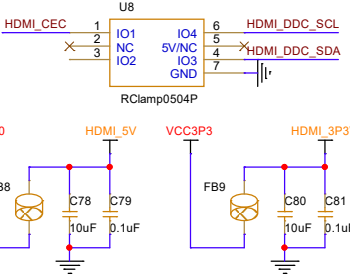 U8
HDMI_CEC 1 IO1 IO4 6 HDMI_DDC_SCL
2 NC 5V/NC 5
3 IO2 IO3 4 HDMI_DDC_SDA
GND 7
RClamp0504P
HDMI_5V VCC3P3 HDMI_3P3
C78 C79 FB9 C80 C81
10uF 0.1uF 10uF 0.1uF